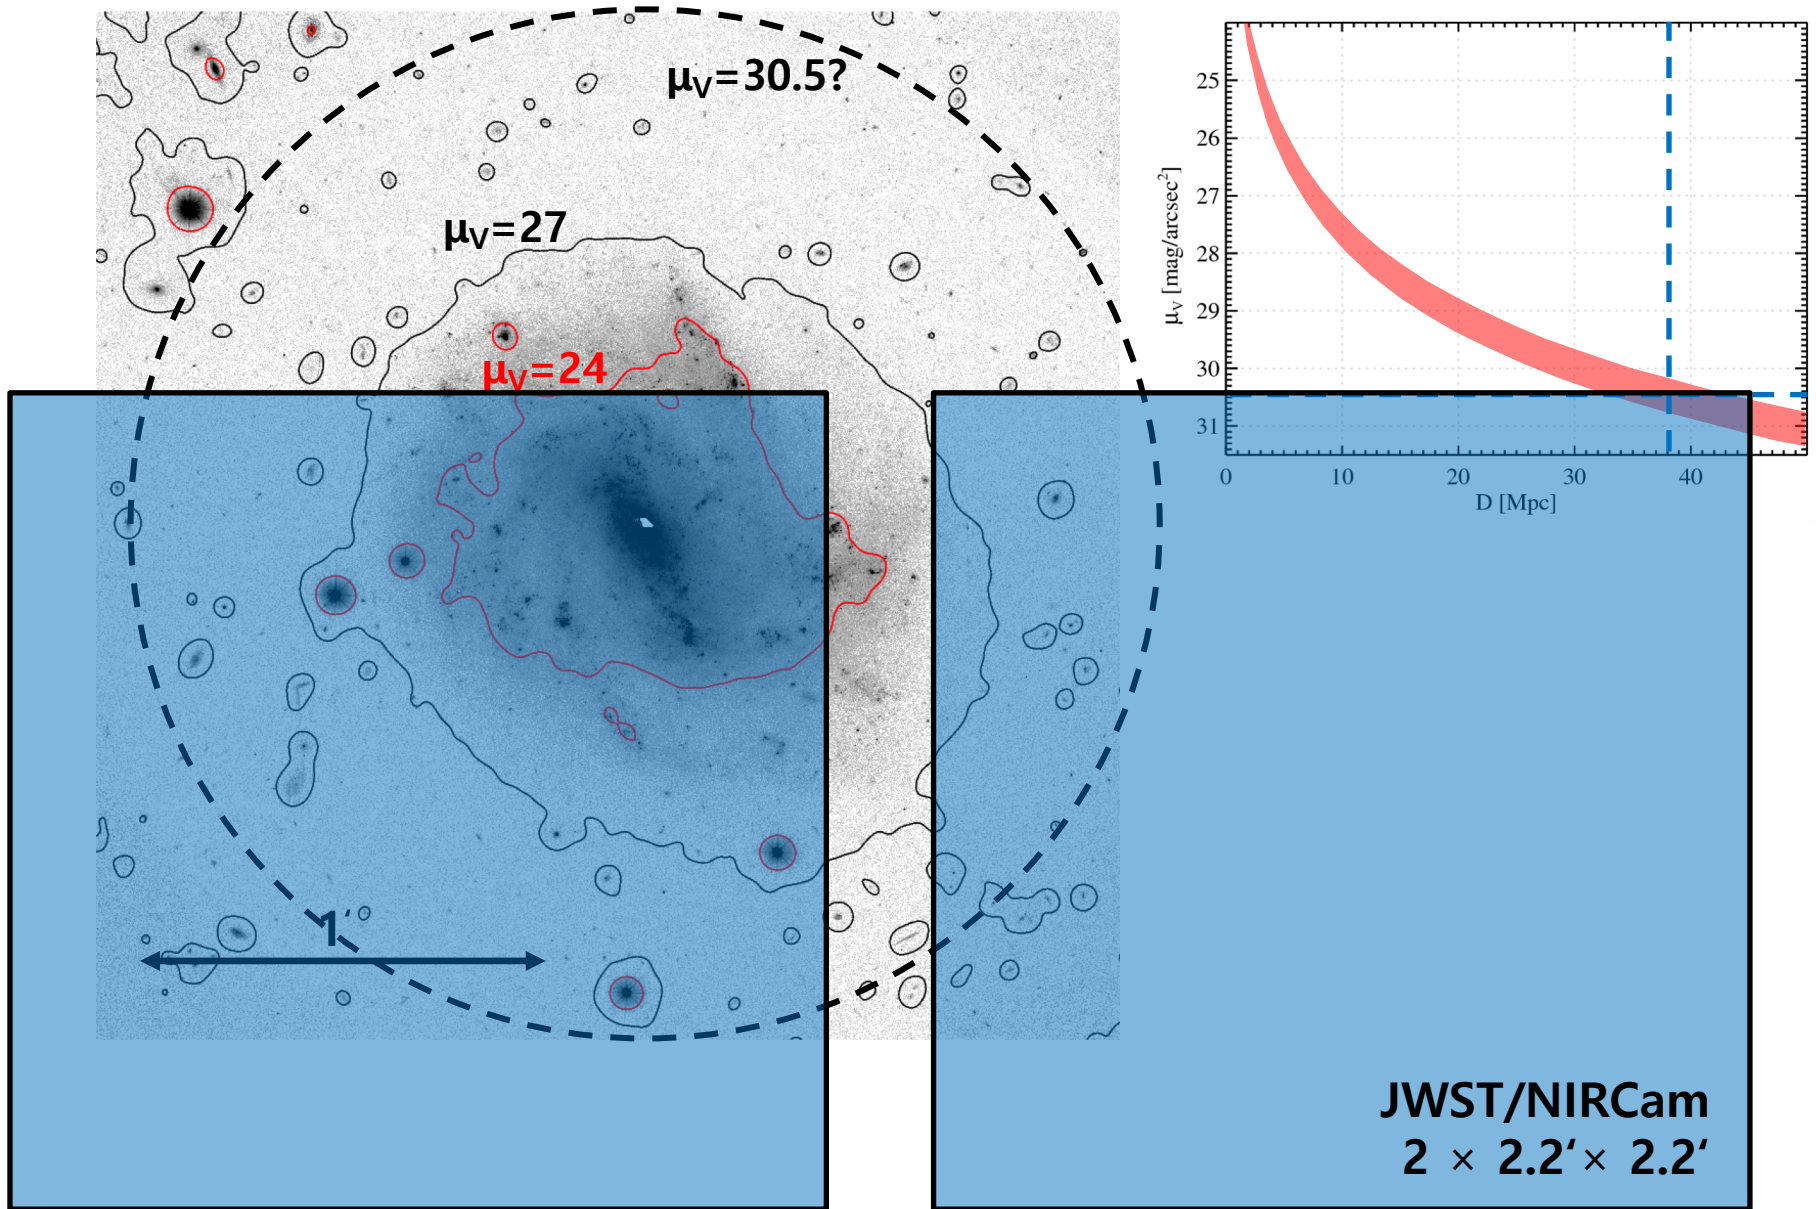 μV=30.5?
μV=27
μV=24
1‘
JWST/NIRCam
2 × 2.2‘× 2.2‘
25
26
27
28
29
30
31
μV [mag/arcsec²]
0 10 20 30 40
D [Mpc]